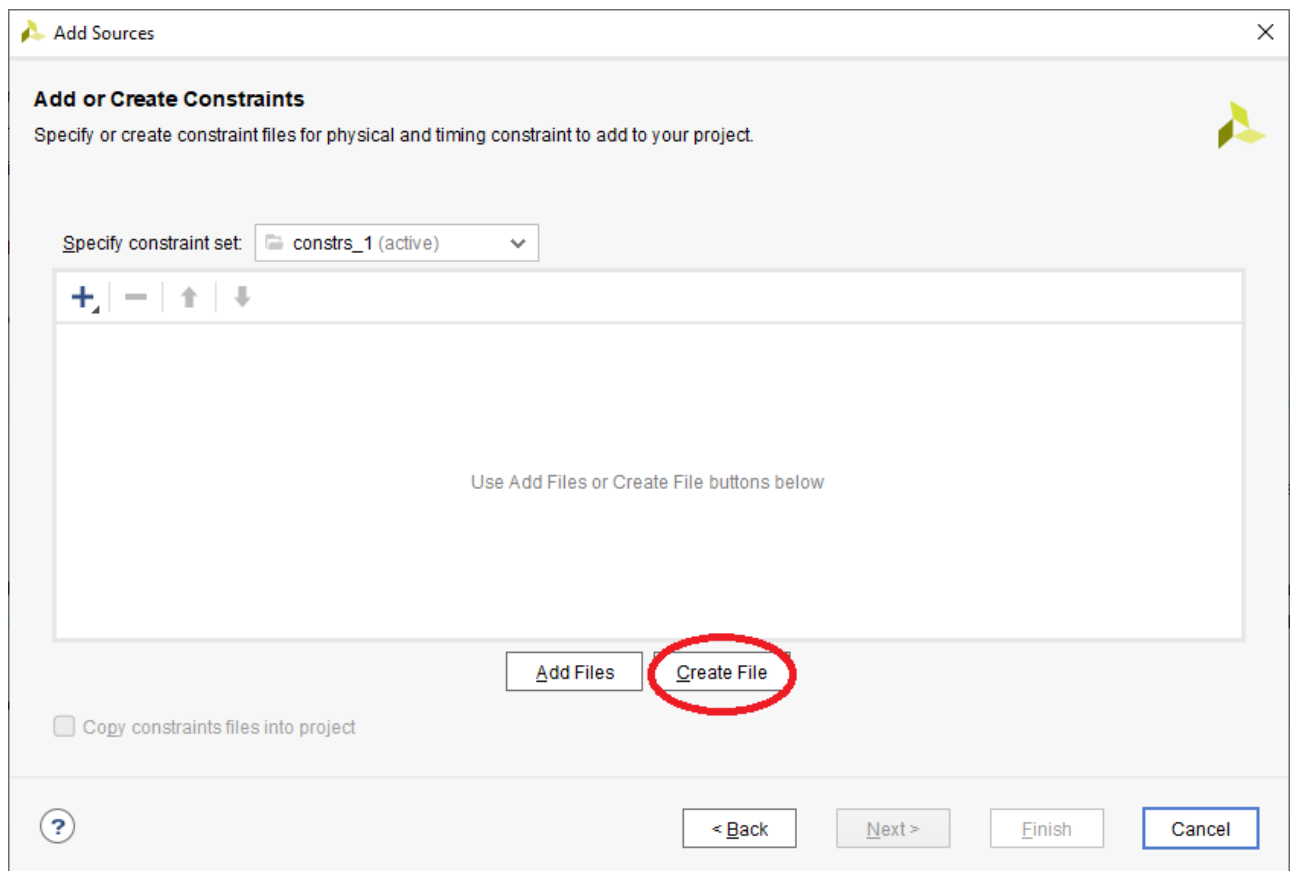 Add Sources
Add or Create Constraints
Specify or create constraint files for physical and timing constraint to add to your project.
Specify constraint set: constrs_1 (active)
Use Add Files or Create File buttons below
Add Files Create File
Copy constraints files into project
? < Back Next > Finish Cancel